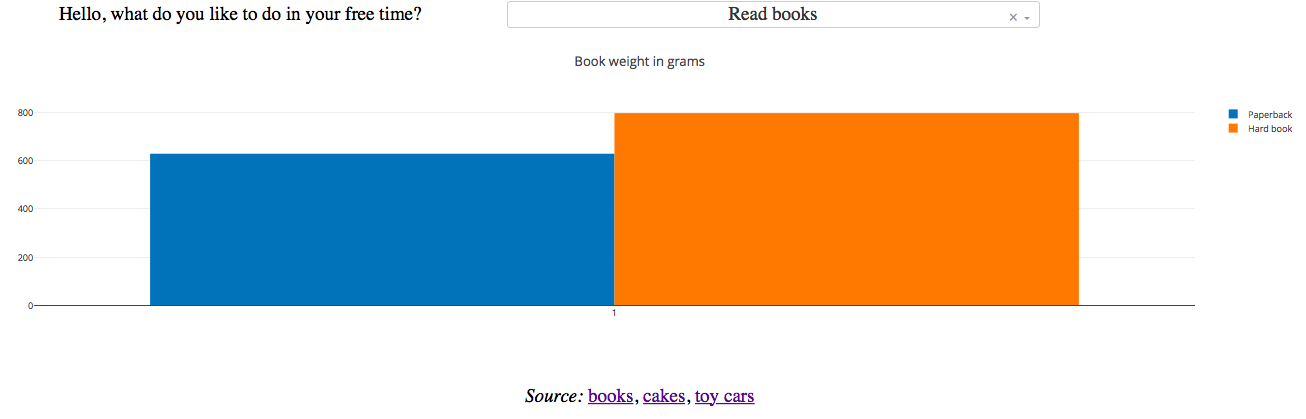 Hello, what do you like to do in your free time?
Read books × ▾
Book weight in grams
800
600
400
200
0
1
Paperback
Hard book
Source: books, cakes, toy cars